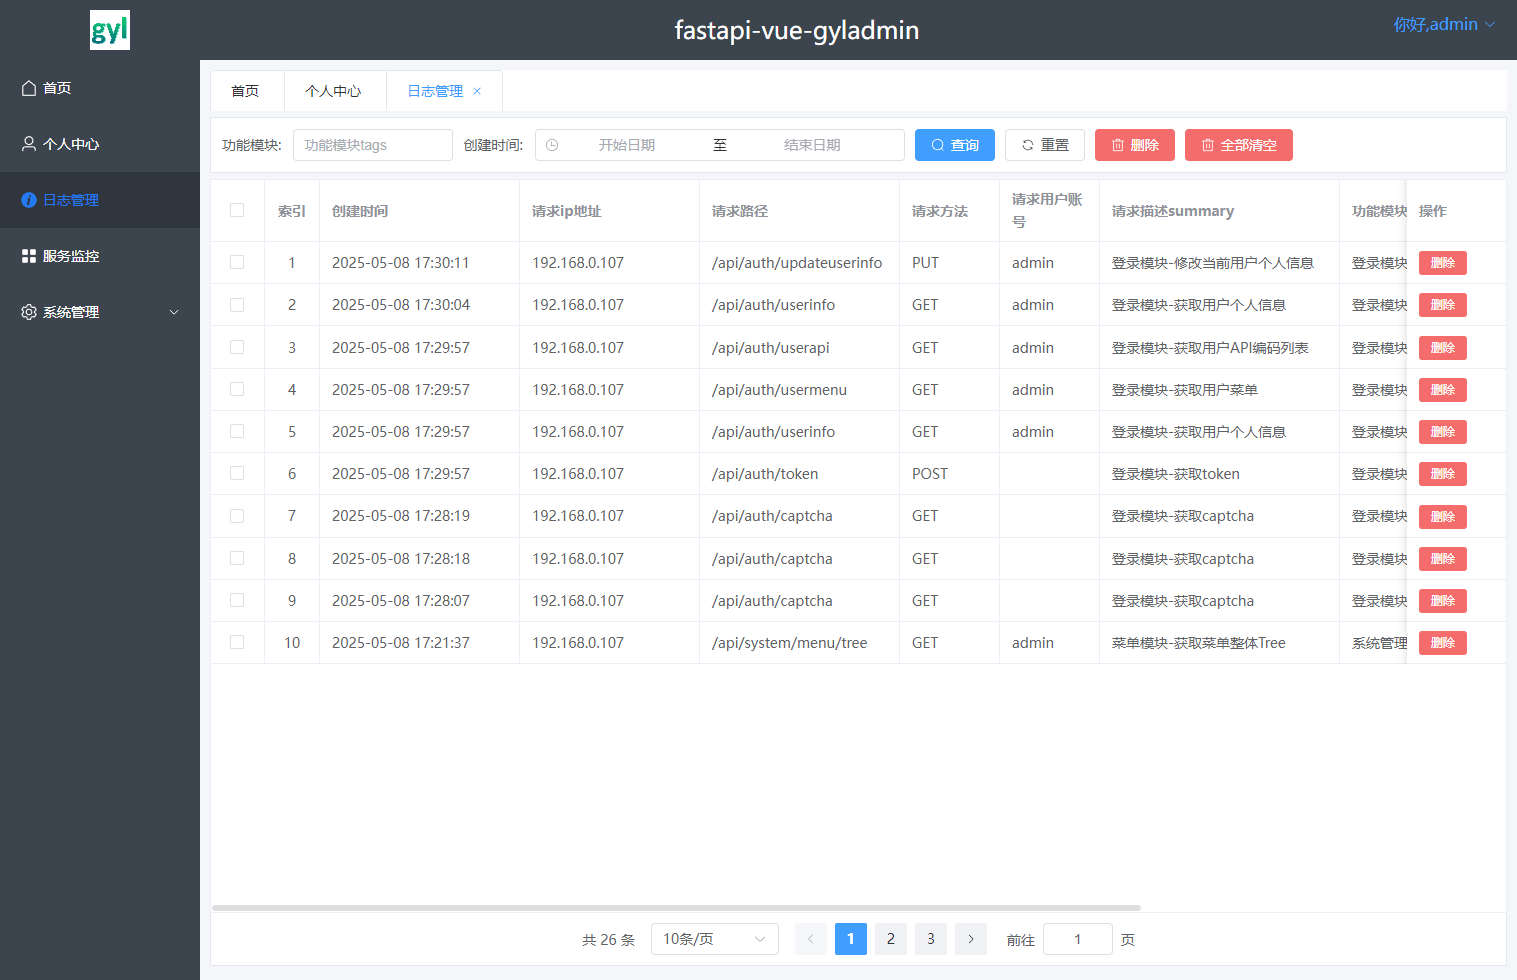 gyl
fastapi-vue-gyladmin
你好,admin
首页
个人中心
日志管理
服务监控
系统管理
首页 个人中心 日志管理
功能模块: 功能模块tags 创建时间: 开始日期 至 结束日期 查询 重置 删除 全部清空
索引 创建时间 请求ip地址 请求路径 请求方法 请求用户账号 请求描述summary 功能模块 操作
1 2025-05-08 17:30:11 192.168.0.107 /api/auth/updateuserinfo PUT admin 登录模块-修改当前用户个人信息 登录模块 删除
2 2025-05-08 17:30:04 192.168.0.107 /api/auth/userinfo GET admin 登录模块-获取用户个人信息 登录模块 删除
3 2025-05-08 17:29:57 192.168.0.107 /api/auth/userapi GET admin 登录模块-获取用户API编码列表 登录模块 删除
4 2025-05-08 17:29:57 192.168.0.107 /api/auth/usermenu GET admin 登录模块-获取用户菜单 登录模块 删除
5 2025-05-08 17:29:57 192.168.0.107 /api/auth/userinfo GET admin 登录模块-获取用户个人信息 登录模块 删除
6 2025-05-08 17:29:57 192.168.0.107 /api/auth/token POST 登录模块-获取token 登录模块 删除
7 2025-05-08 17:28:19 192.168.0.107 /api/auth/captcha GET 登录模块-获取captcha 登录模块 删除
8 2025-05-08 17:28:18 192.168.0.107 /api/auth/captcha GET 登录模块-获取captcha 登录模块 删除
9 2025-05-08 17:28:07 192.168.0.107 /api/auth/captcha GET 登录模块-获取captcha 登录模块 删除
10 2025-05-08 17:21:37 192.168.0.107 /api/system/menu/tree GET admin 菜单模块-获取菜单整体Tree 系统管理 删除
共 26 条 10条/页 1 2 3 前往 1 页